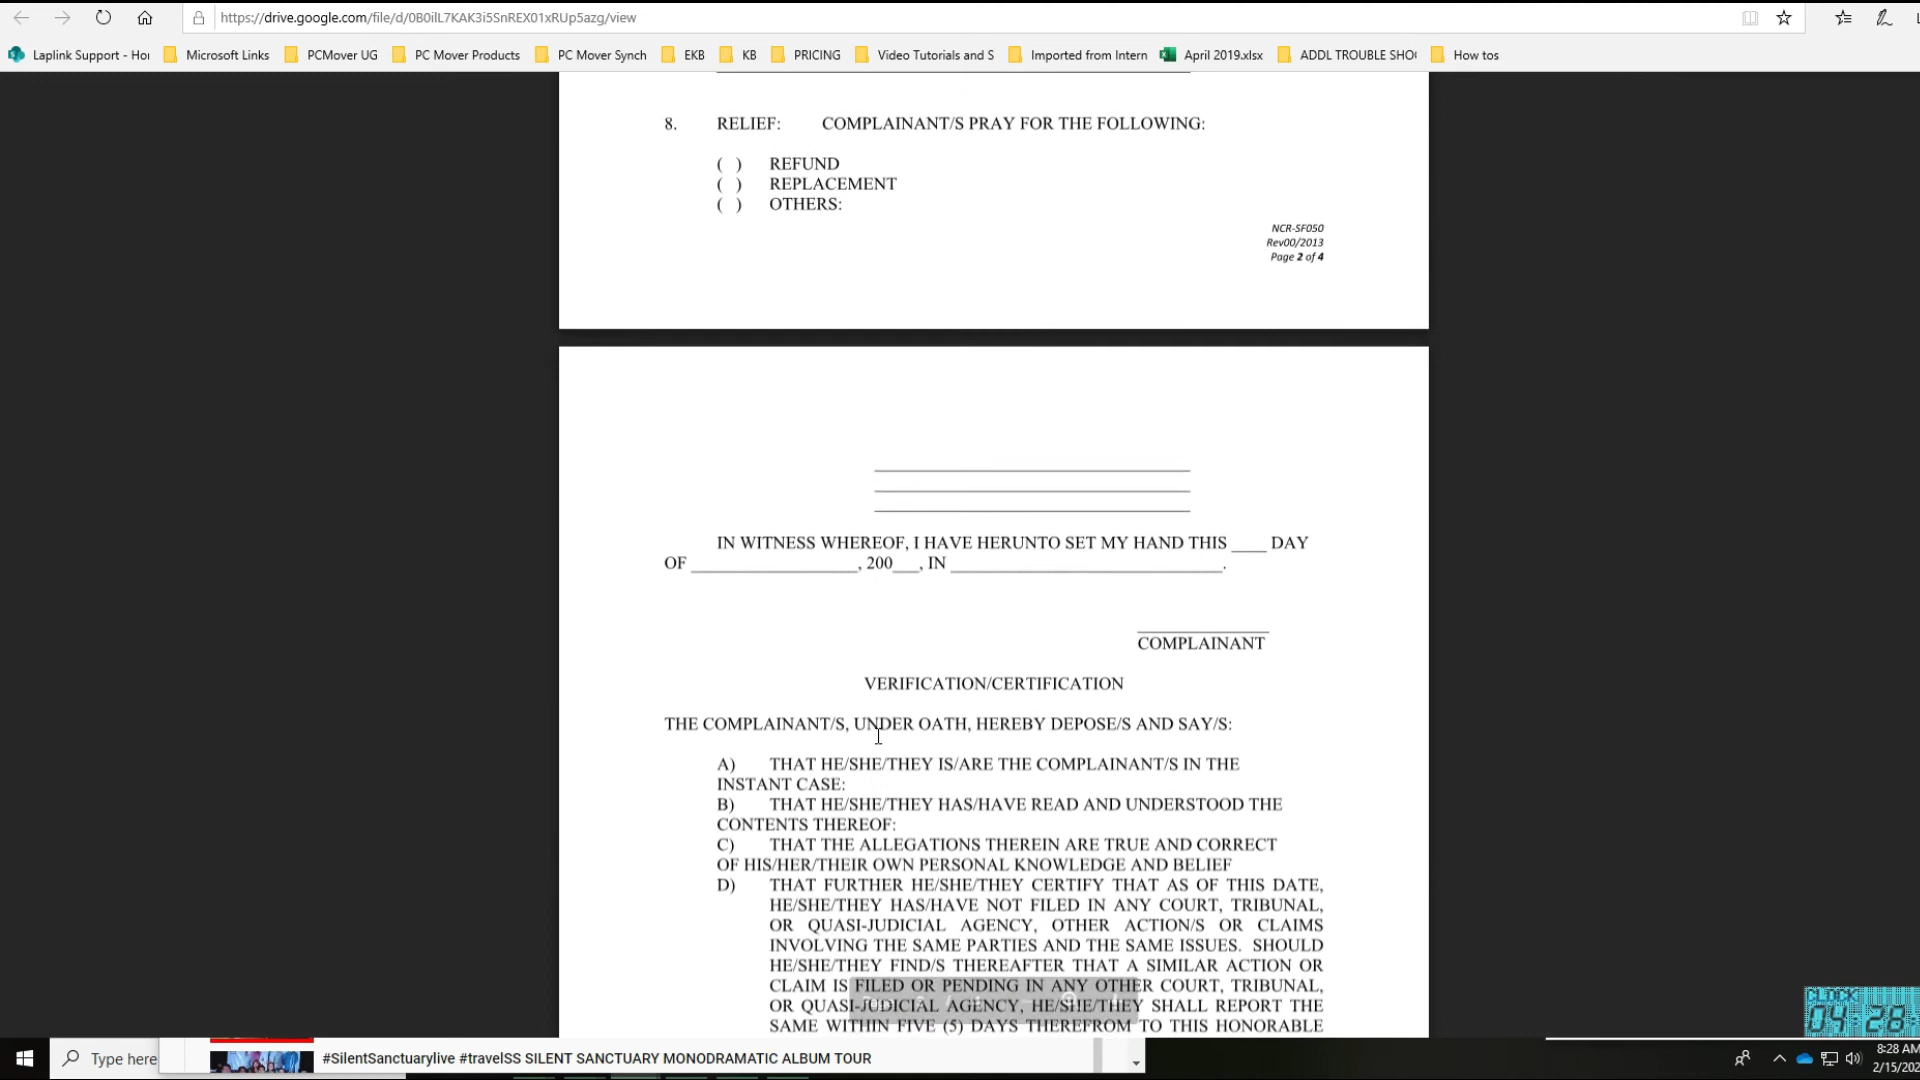 https://drive.google.com/file/d/0B0ilL7KAK3i5SnREX01xRUp5azg/view
Laplink Support - Hor
Microsoft Links
PCMover UG
PC Mover Products
PC Mover Synch
EKB
KB
PRICING
Video Tutorials and S
Imported from Intern
April 2019.xlsx
ADDL TROUBLE SHO
How tos
8. RELIEF: COMPLAINANT/S PRAY FOR THE FOLLOWING:
( ) REFUND
( ) REPLACEMENT
( ) OTHERS:
NCR-SF050
Rev00/2013
Page 2 of 4
IN WITNESS WHEREOF, I HAVE HERUNTO SET MY HAND THIS ____ DAY
OF ___________________, 200___, IN _______________________________.
COMPLAINANT
VERIFICATION/CERTIFICATION
THE COMPLAINANT/S, UNDER OATH, HEREBY DEPOSE/S AND SAY/S:
A) THAT HE/SHE/THEY IS/ARE THE COMPLAINANT/S IN THE
INSTANT CASE:
B) THAT HE/SHE/THEY HAS/HAVE READ AND UNDERSTOOD THE
CONTENTS THEREOF:
C) THAT THE ALLEGATIONS THEREIN ARE TRUE AND CORRECT
OF HIS/HER/THEIR OWN PERSONAL KNOWLEDGE AND BELIEF
D) THAT FURTHER HE/SHE/THEY CERTIFY THAT AS OF THIS DATE,
HE/SHE/THEY HAS/HAVE NOT FILED IN ANY COURT, TRIBUNAL,
OR QUASI-JUDICIAL AGENCY, OTHER ACTION/S OR CLAIMS
INVOLVING THE SAME PARTIES AND THE SAME ISSUES. SHOULD
HE/SHE/THEY FIND/S THEREAFTER THAT A SIMILAR ACTION OR
CLAIM IS FILED OR PENDING IN ANY OTHER COURT, TRIBUNAL,
OR QUASI-JUDICIAL AGENCY, HE/SHE/THEY SHALL REPORT THE
SAME WITHIN FIVE (5) DAYS THEREFROM TO THIS HONORABLE
CLOCK
04:28
Type here
#SilentSanctuarylive #travelSS SILENT SANCTUARY MONODRAMATIC ALBUM TOUR
8:28 AM
2/15/202